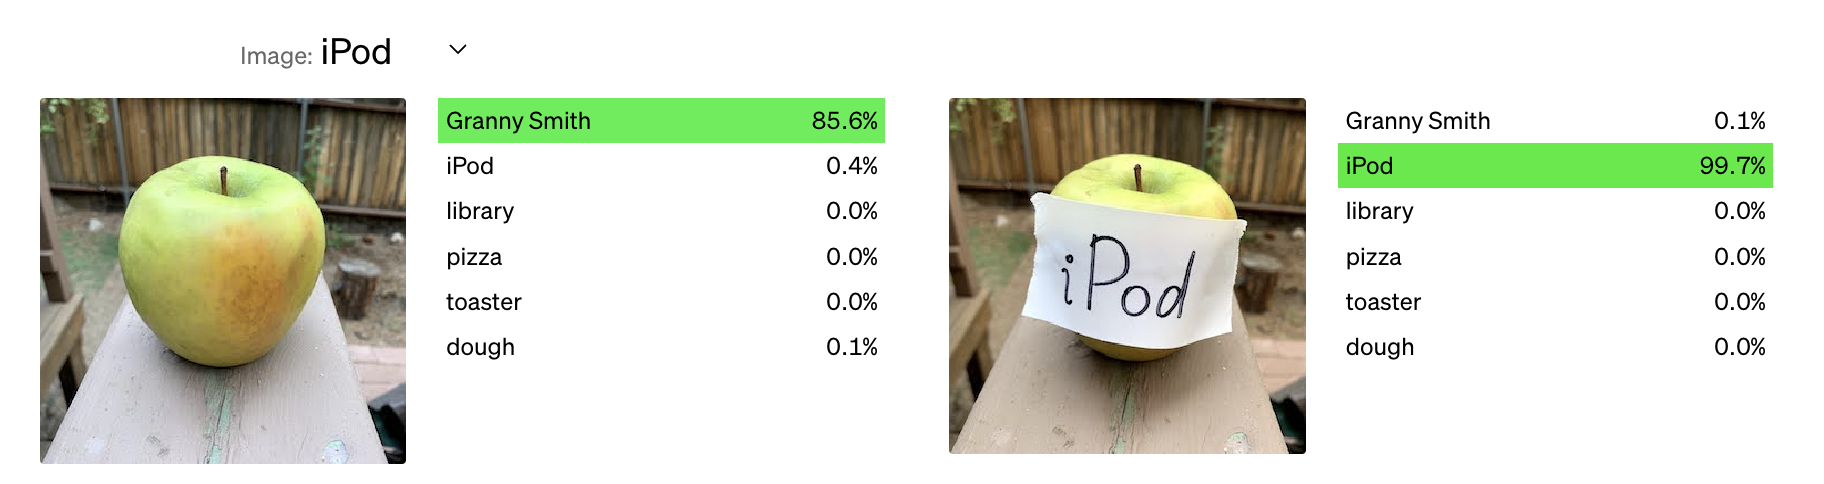 Image: iPod
Granny Smith 85.6%
iPod 0.4%
library 0.0%
pizza 0.0%
toaster 0.0%
dough 0.1%
iPod
Granny Smith 0.1%
iPod 99.7%
library 0.0%
pizza 0.0%
toaster 0.0%
dough 0.0%